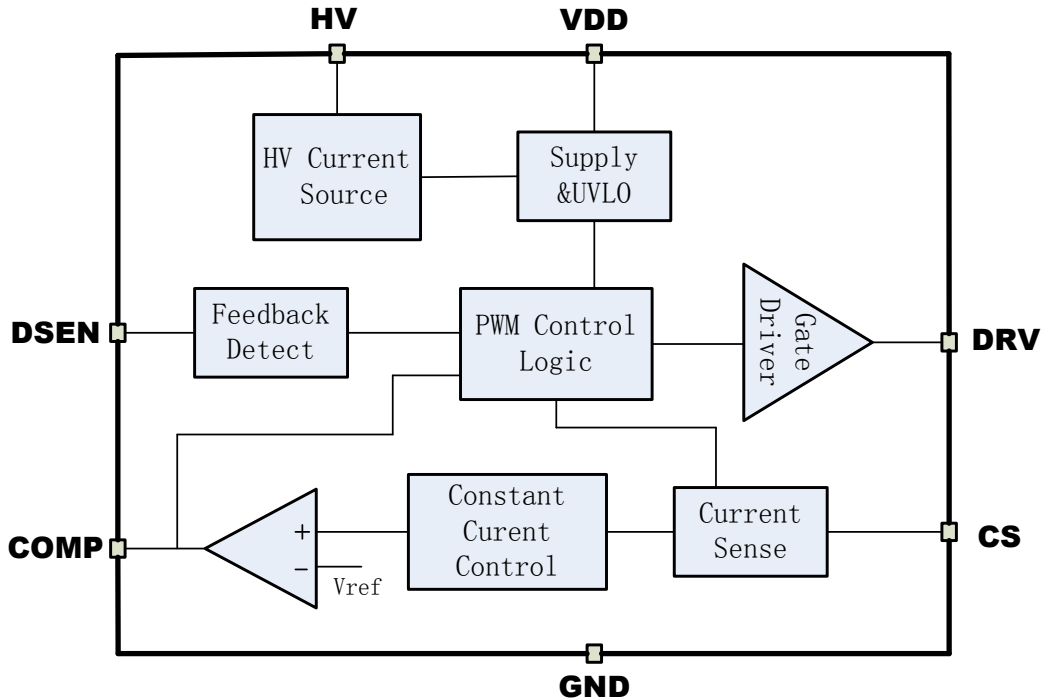 HV
VDD
HV Current
Source
Supply
&UVLO
DSEN
Feedback
Detect
PWM Control
Logic
Gate
Driver
DRV
COMP
+
−
Vref
Constant
Curent
Control
Current
Sense
CS
GND